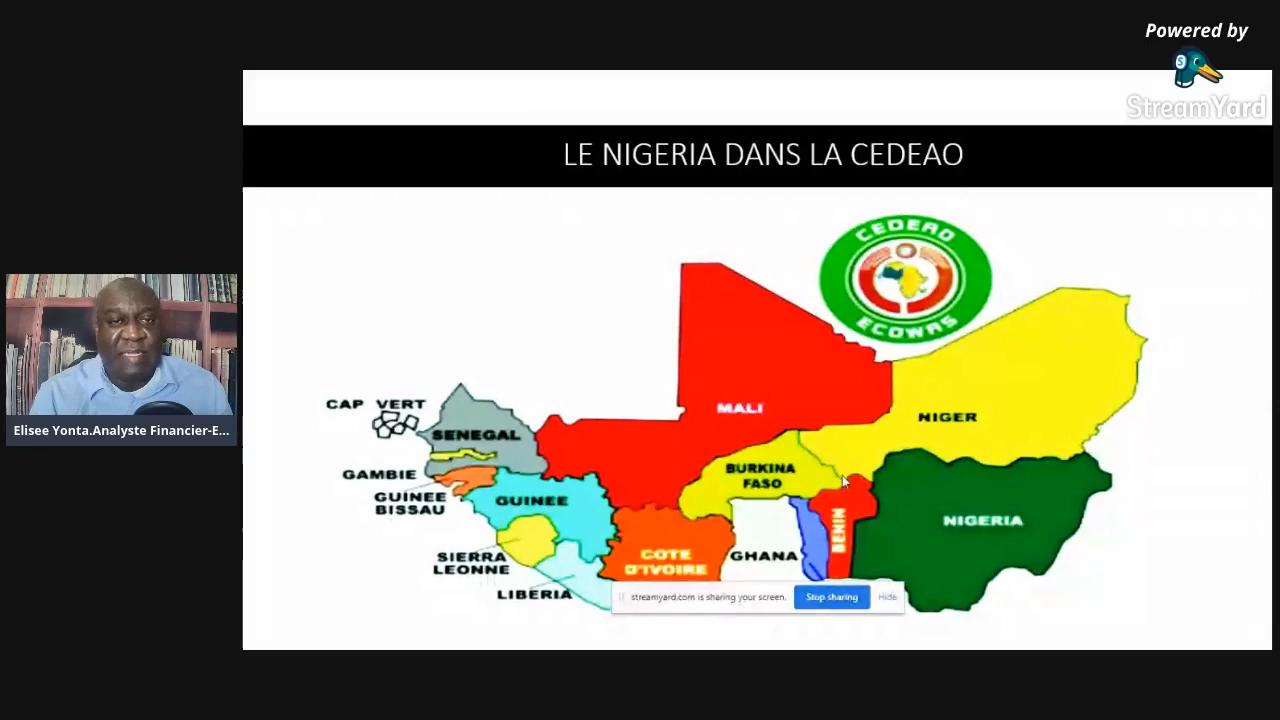 Powered by
StreamYard
LE NIGERIA DANS LA CEDEAO
CEDEAO
ECOWAS
CAP VERT
SENEGAL
MALI
NIGER
GAMBIE
GUINEE
BISSAU
GUINEE
BURKINA
FASO
NIGERIA
BENIN
SIERRA
LEONNE
COTE
D'IVOIRE
GHANA
LIBERIA
streamyard.com is sharing your screen.
Stop sharing
Hide
Elisee Yonta.Analyste Financier-E...